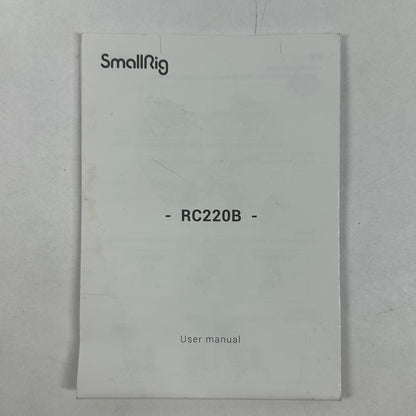 SmallRig
- RC220B -
User manual